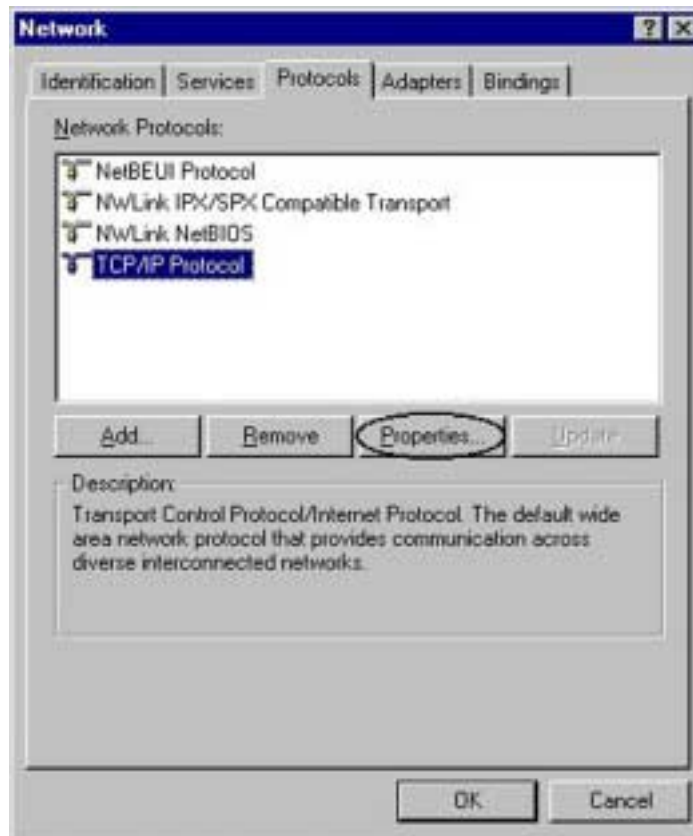 Network
Identification Services Protocols Adapters Bindings
Network Protocols:
NetBEUI Protocol
NWLink IPX/SPX Compatible Transport
NWLink NetBIOS
TCP/IP Protocol
Add... Remove Properties... Update...
Description:
Transport Control Protocol/Internet Protocol. The default wide
area network protocol that provides communication across
diverse interconnected networks.
OK Cancel